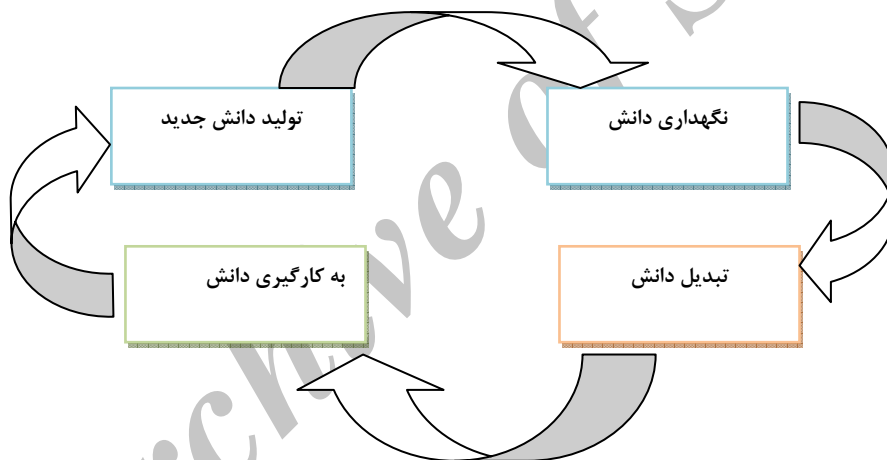 تولید دانش جدید
نگهداری دانش
تبدیل دانش
به کارگیری دانش